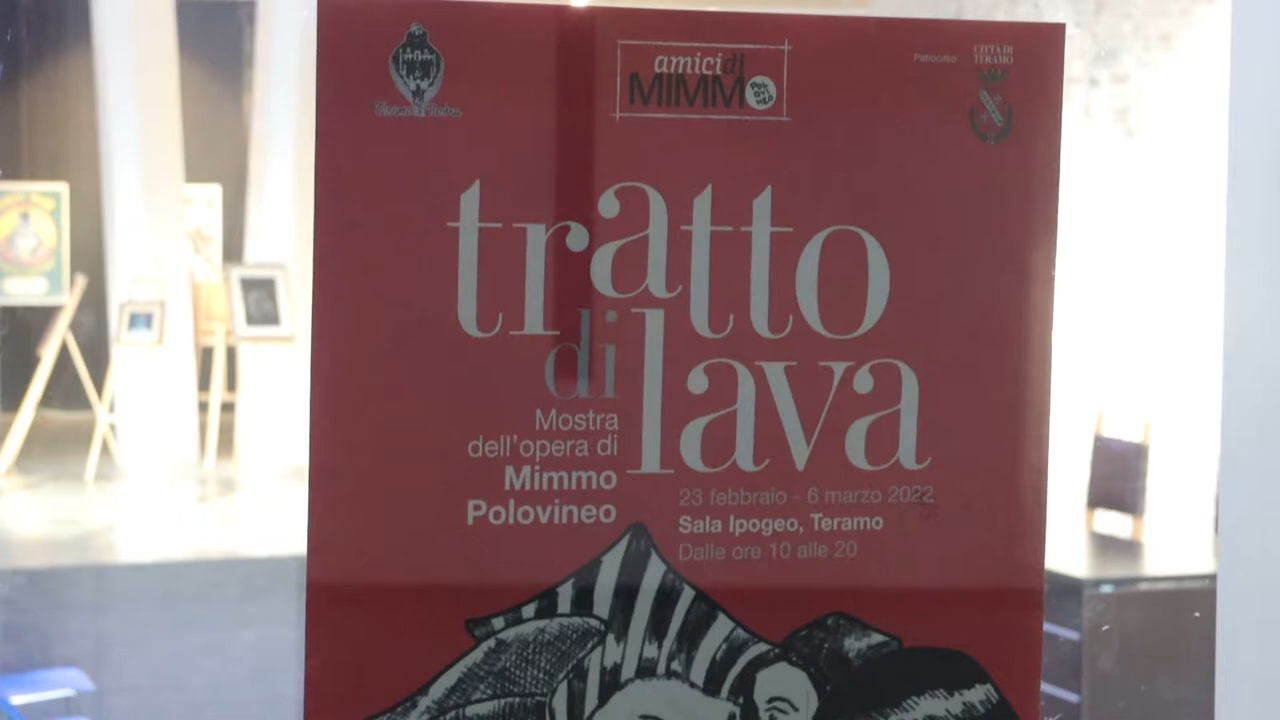 amici di
MIMMO
POLOVINEO
Patrocinio
CITTÀ DI
TERAMO
tratto
di lava
Mostra
dell'opera di
Mimmo
Polovineo
23 febbraio - 6 marzo 2022
Sala Ipogeo, Teramo
Dalle ore 10 alle 20